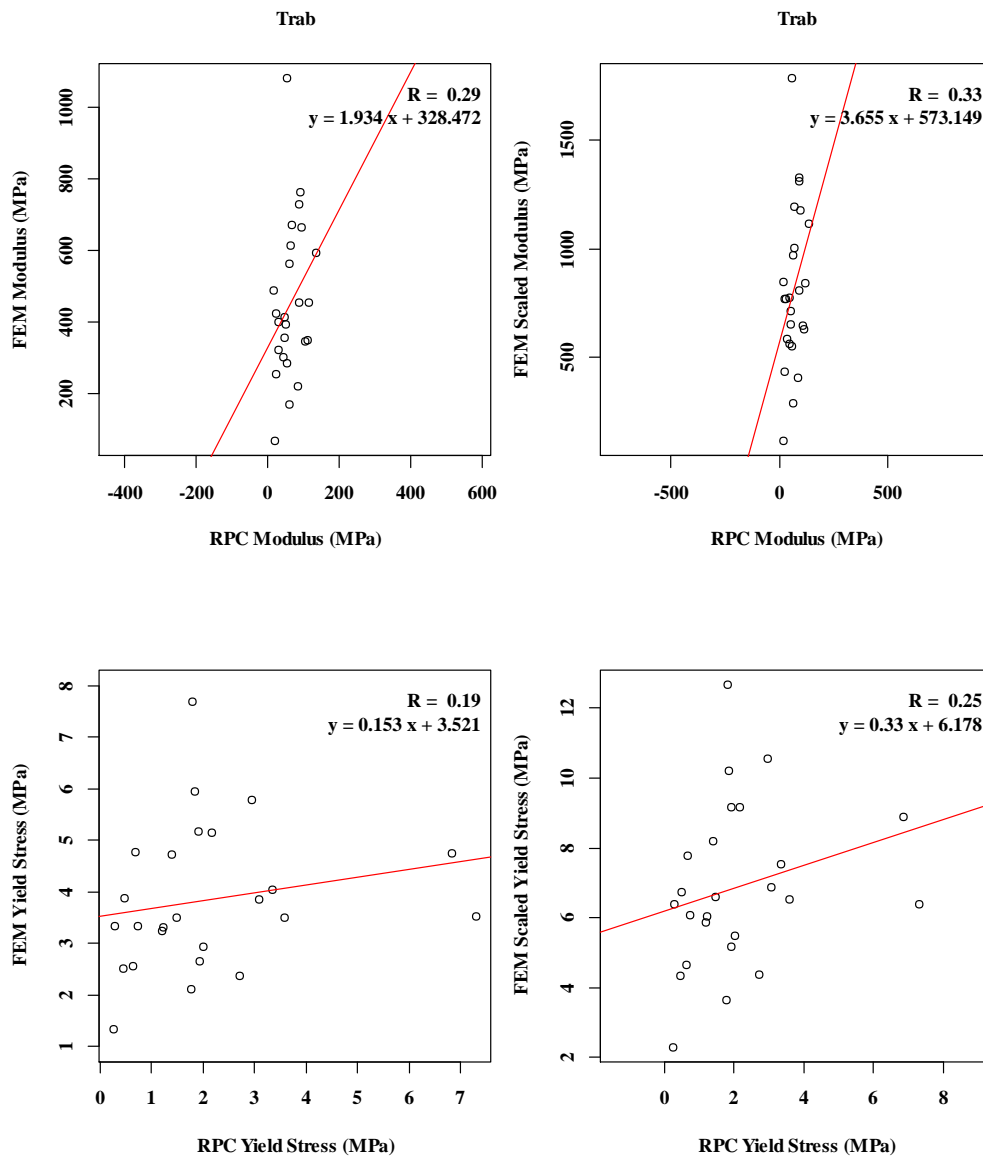 Trab
R = 0.29
y = 1.934 x + 328.472
FEM Modulus (MPa)
200 400 600 800 1000
-400 -200 0 200 400 600
RPC Modulus (MPa)
Trab
R = 0.33
y = 3.655 x + 573.149
FEM Scaled Modulus (MPa)
500 1000 1500
-500 0 500
RPC Modulus (MPa)
R = 0.19
y = 0.153 x + 3.521
FEM Yield Stress (MPa)
1 2 3 4 5 6 7 8
0 1 2 3 4 5 6 7
RPC Yield Stress (MPa)
R = 0.25
y = 0.33 x + 6.178
FEM Scaled Yield Stress (MPa)
2 4 6 8 10 12
0 2 4 6 8
RPC Yield Stress (MPa)